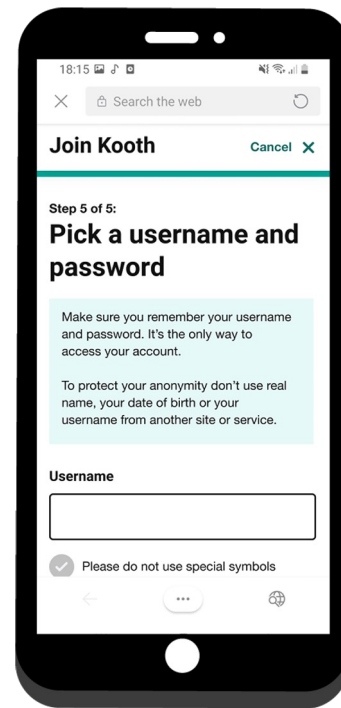 18:15
Search the web
Join Kooth Cancel
Step 5 of 5:
Pick a username and
password
Make sure you remember your username
and password. It's the only way to
access your account.
To protect your anonymity don't use real
name, your date of birth or your
username from another site or service.
Username
Please do not use special symbols